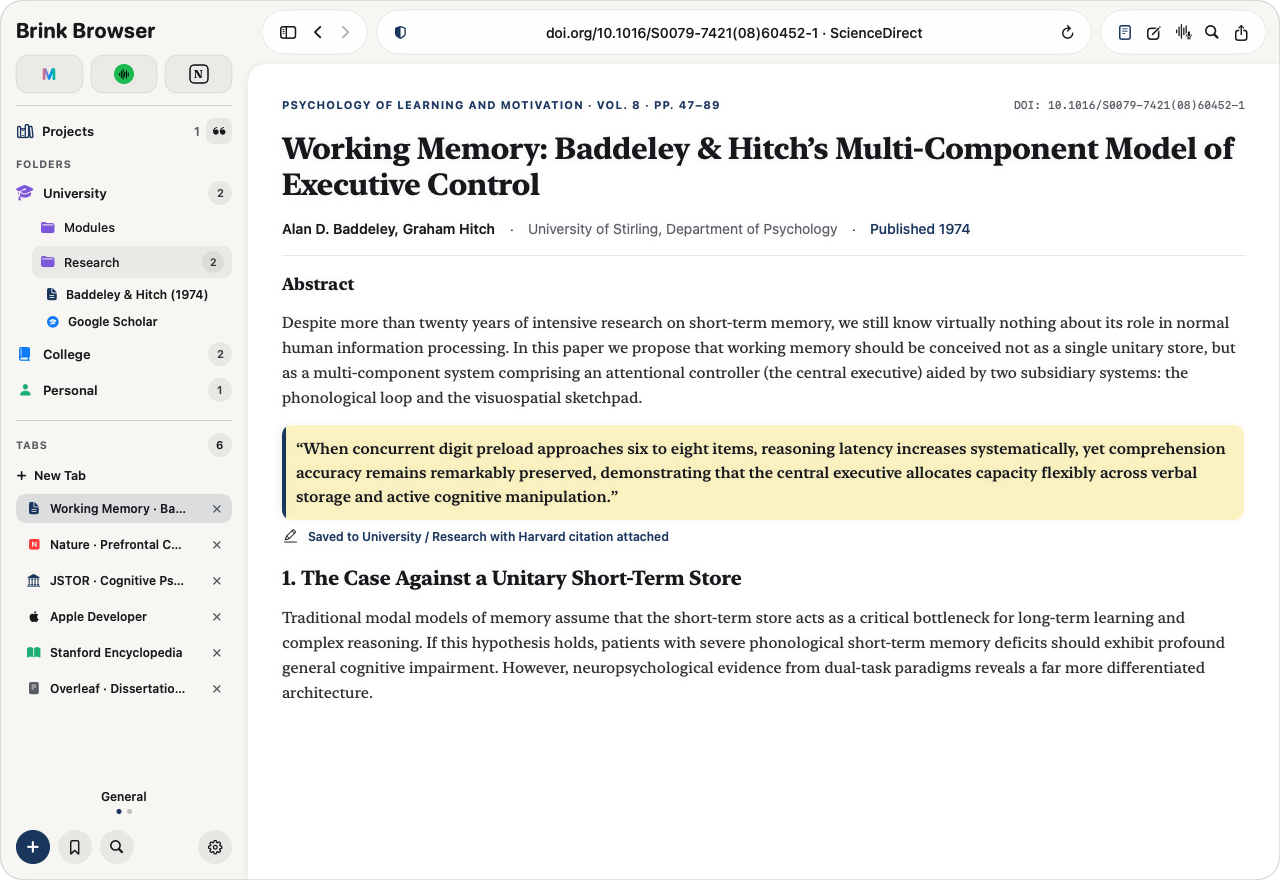 Brink Browser
M
N
Projects 1
FOLDERS
University 2
Modules
Research 2
Baddeley & Hitch (1974)
Google Scholar
College 2
Personal 1
TABS 6
+ New Tab
Working Memory · Ba...
N Nature · Prefrontal C...
JSTOR · Cognitive Ps...
Apple Developer
Stanford Encyclopedia
Overleaf · Dissertatio...
General
doi.org/10.1016/S0079-7421(08)60452-1 · ScienceDirect
PSYCHOLOGY OF LEARNING AND MOTIVATION · VOL. 8 · PP. 47–89
DOI: 10.1016/S0079-7421(08)60452-1
Working Memory: Baddeley & Hitch’s Multi-Component Model of
Executive Control
Alan D. Baddeley, Graham Hitch · University of Stirling, Department of Psychology · Published 1974
Abstract
Despite more than twenty years of intensive research on short-term memory, we still know virtually nothing about its role in normal
human information processing. In this paper we propose that working memory should be conceived not as a single unitary store, but
as a multi-component system comprising an attentional controller (the central executive) aided by two subsidiary systems: the
phonological loop and the visuospatial sketchpad.
“When concurrent digit preload approaches six to eight items, reasoning latency increases systematically, yet comprehension
accuracy remains remarkably preserved, demonstrating that the central executive allocates capacity flexibly across verbal
storage and active cognitive manipulation.”
Saved to University / Research with Harvard citation attached
1. The Case Against a Unitary Short-Term Store
Traditional modal models of memory assume that the short-term store acts as a critical bottleneck for long-term learning and
complex reasoning. If this hypothesis holds, patients with severe phonological short-term memory deficits should exhibit profound
general cognitive impairment. However, neuropsychological evidence from dual-task paradigms reveals a far more differentiated
architecture.